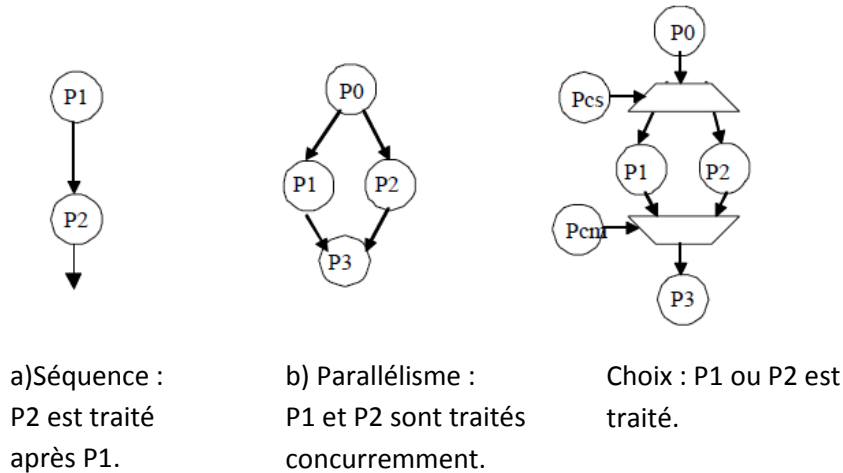 P1
P2
P0
P1
P2
P3
P0
Pcs
P1
P2
Pcm
P3
a)Séquence :
P2 est traité
après P1.
b) Parallélisme :
P1 et P2 sont traités
concurremment.
Choix : P1 ou P2 est
traité.